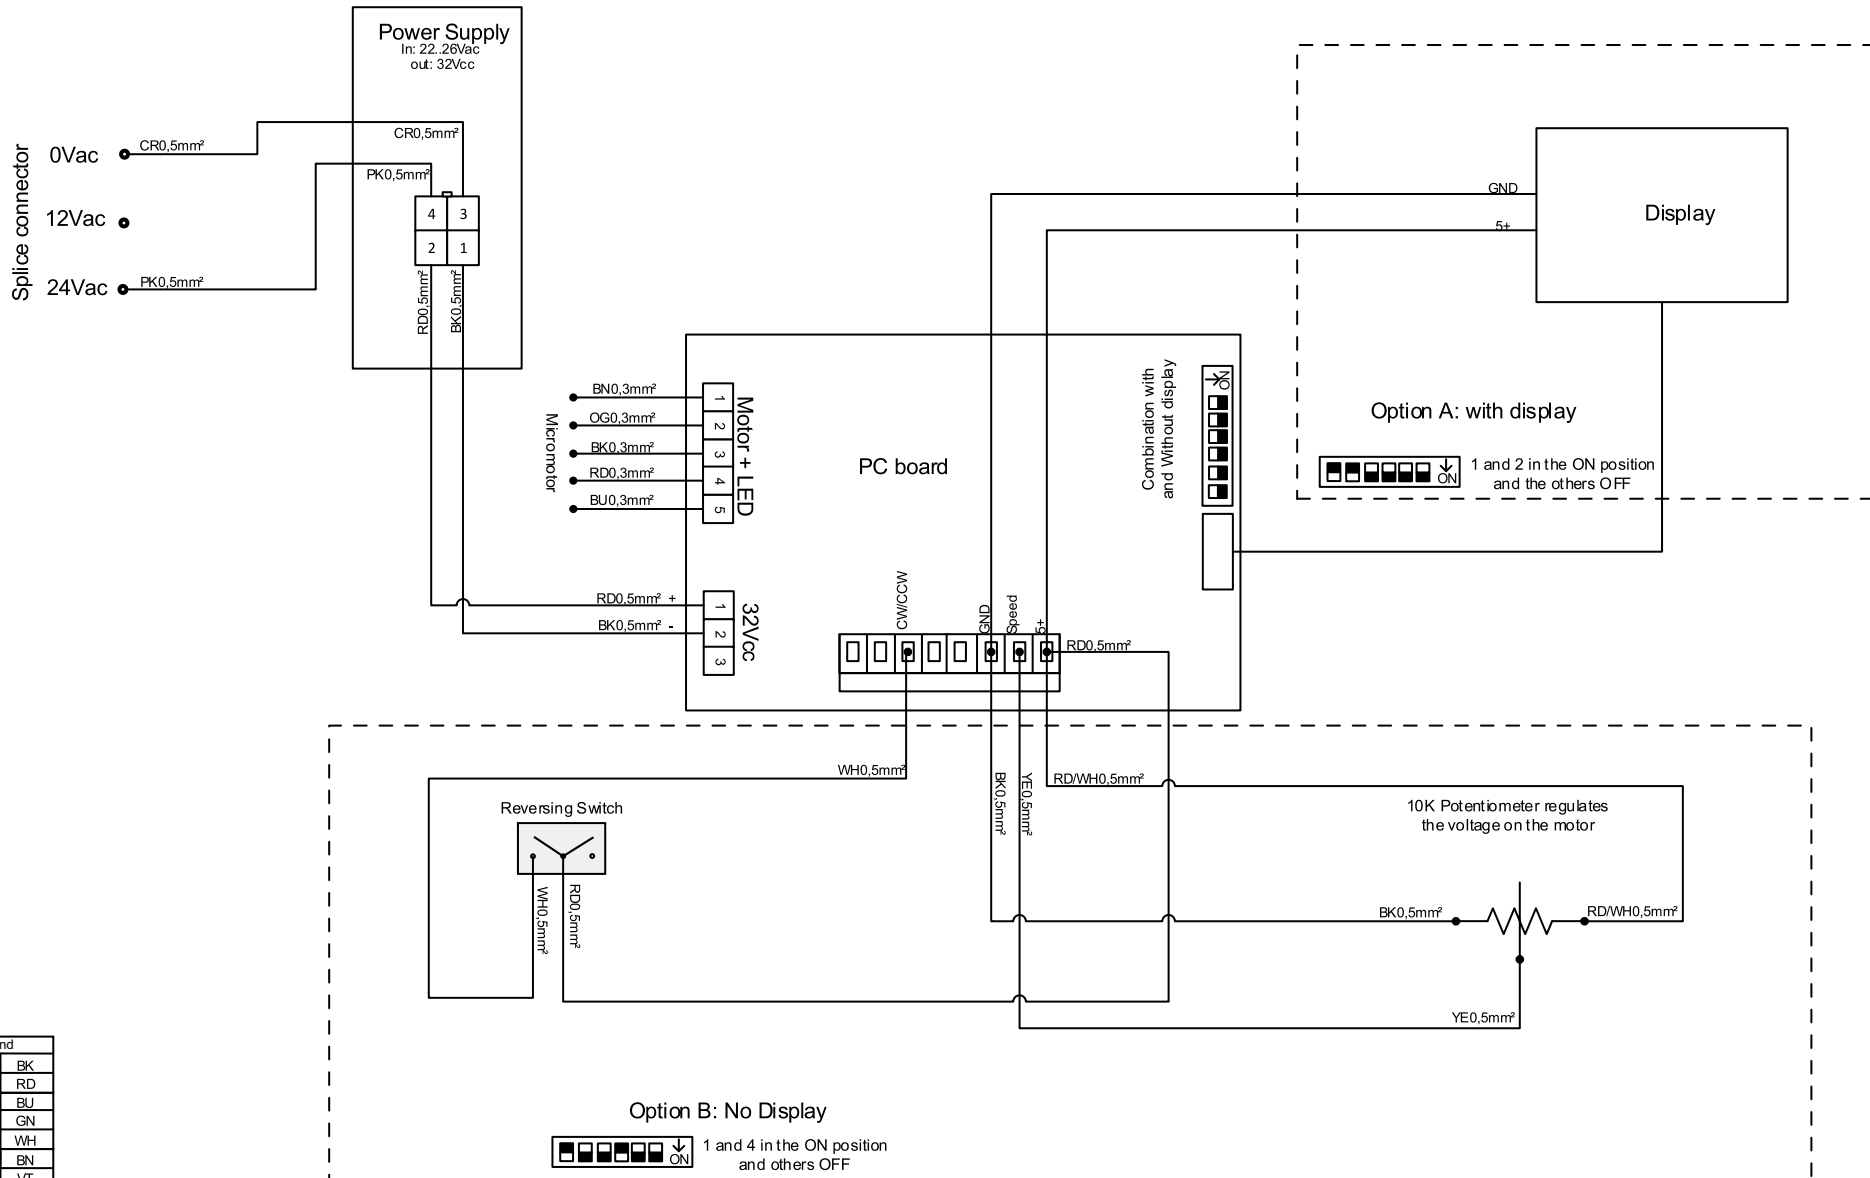 Power Supply
In: 22..26Vac
out: 32Vcc
Splice connector
0Vac
CR0,5mm²
CR0,5mm²
12Vac
24Vac
PK0,5mm²
PK0,5mm²
4
3
2
1
RD0,5mm²
BK0,5mm²
GND
5+
Display
Option A: with display
ON
1 and 2 in the ON position
and the others OFF
PC board
Combination with
and Without display
ON
Micromotor
BN0,3mm²
OG0,3mm²
BK0,3mm²
RD0,3mm²
BU0,3mm²
1
2
3
4
5
Motor + LED
RD0,5mm² +
BK0,5mm² -
1
2
3
32Vcc
CW/CCW
GND
Speed
5+
RD0,5mm²
WH0,5mm²
BK0,5mm²
YE0,5mm²
RD/WH0,5mm²
Reversing Switch
WH0,5mm²
RD0,5mm²
10K Potentiometer regulates
the voltage on the motor
BK0,5mm²
RD/WH0,5mm²
YE0,5mm²
Option B: No Display
ON
1 and 4 in the ON position
and others OFF
nd
BK
RD
BU
GN
WH
BN
VT